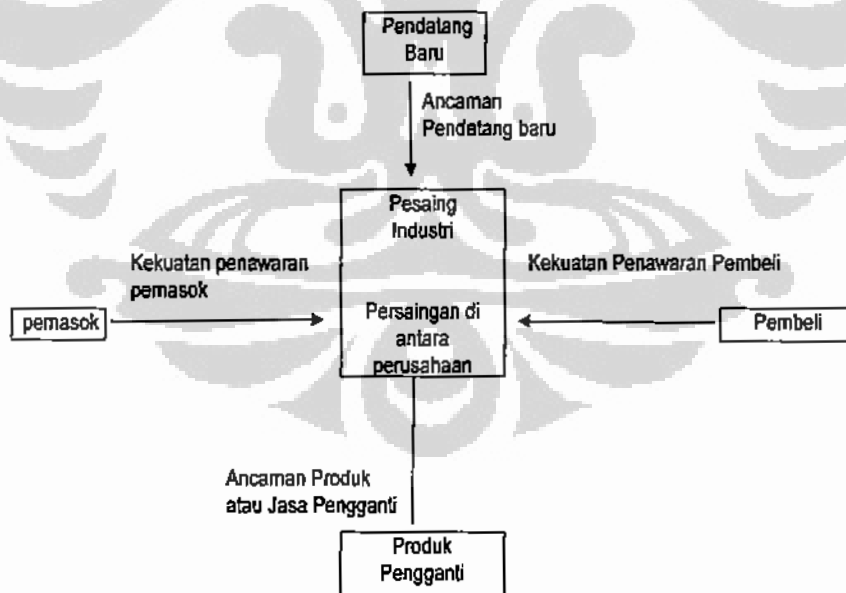 Pendatang
Baru
Ancaman
Pendatang baru
Pesaing
Industri
Kekuatan penawaran
pemasok
Kekuatan Penawaran Pembeli
pemasok
Persaingan di
antara
perusahaan
Pembeli
Ancaman Produk
atau Jasa Pengganti
Produk
Pengganti